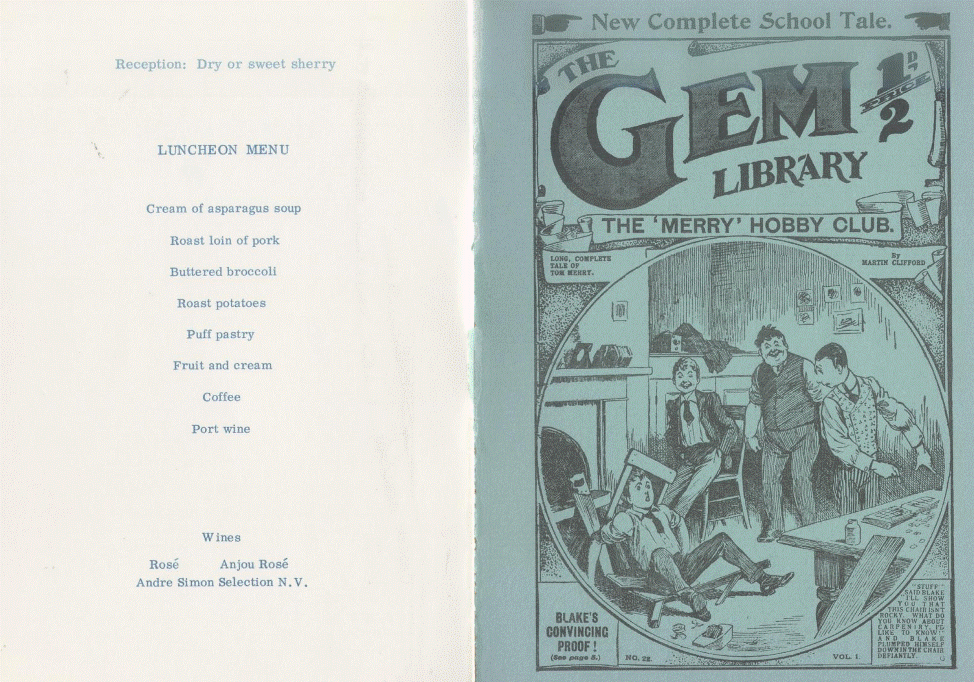 Reception: Dry or sweet sherry
LUNCHEON MENU
Cream of asparagus soup
Roast loin of pork
Buttered broccoli
Roast potatoes
Puff pastry
Fruit and cream
Coffee
Port wine
Wines
Rosé Anjou Rosé
Andre Simon Selection N.V.
New Complete School Tale.
THE
GEM
LIBRARY
PRICE 1/2 D.
THE 'MERRY' HOBBY CLUB.
LONG, COMPLETE
TALE OF
TOM MERRY.
By
MARTIN CLIFFORD
BLAKE'S
CONVINCING
PROOF!
(See page 5.)
NO. 22.
VOL. 1.
"STUFF"
SAID BLAKE
"I'LL SHOW
YOU THAT
THIS CHAIR ISN'T
ROCKY. WHAT DO
YOU KNOW ABOUT
CARPENTRY, I'D
LIKE TO KNOW!"
AND BLAKE
PLUMPED HIMSELF
DOWN IN THE CHAIR
DEFIANTLY.